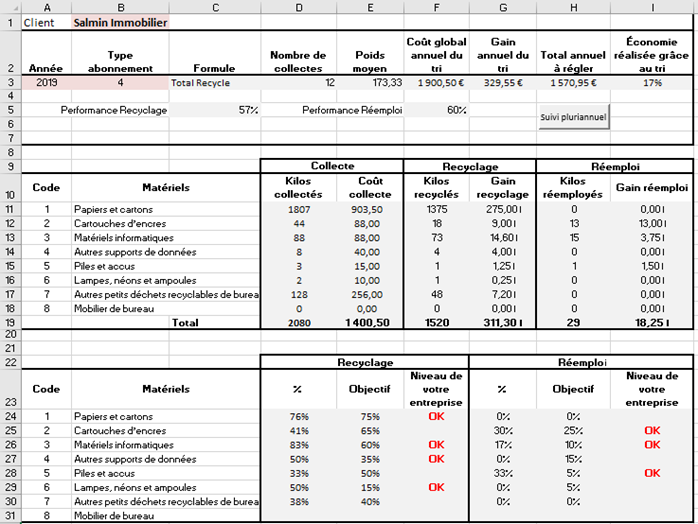 A B C D E F G H I
1 Client Salmin Immobilier
2 Année Type abonnement Formule Nombre de collectes Poids moyen Coût global annuel du tri Gain annuel du tri Total annuel à régler Économie réalisée grâce au tri
3 2019 4 Total Recycle 12 173,33 1 900,50 € 329,55 € 1 570,95 € 17%
4
5 Performance Recyclage 57% Performance Réemploi 60%
6 Suivi pluriannuel
7
8
9 Collecte Recyclage Réemploi
10 Code Matériels Kilos collectés Coût collecte Kilos recyclés Gain recyclage Kilos réemployés Gain réemploi
11 1 Papiers et cartons 1807 903,50 1375 275,00 0 0,00
12 2 Cartouches d'encres 44 88,00 18 9,00 13 13,00
13 3 Matériels informatiques 88 88,00 73 14,60 15 3,75
14 4 Autres supports de données 8 40,00 4 4,00 0 0,00
15 5 Piles et accus 3 15,00 1 1,25 1 1,50
16 6 Lampes, néons et ampoules 2 10,00 1 0,25 0 0,00
17 7 Autres petits déchets recyclables de burea 128 256,00 48 7,20 0 0,00
18 8 Mobilier de bureau 0 0,00 0 0,00 0 0,00
19 Total 2080 1 400,50 1520 311,30 29 18,25
20
21
22 Recyclage Réemploi
23 Code Matériels % Objectif Niveau de votre entreprise % Objectif Niveau de votre entreprise
24 1 Papiers et cartons 76% 75% OK 0% 0%
25 2 Cartouches d'encres 41% 65% 30% 25% OK
26 3 Matériels informatiques 83% 60% OK 17% 10% OK
27 4 Autres supports de données 50% 35% OK 0% 15%
28 5 Piles et accus 33% 50% 33% 5% OK
29 6 Lampes, néons et ampoules 50% 15% OK 0% 5%
30 7 Autres petits déchets recyclables de burea 38% 40% 0% 0%
31 8 Mobilier de bureau